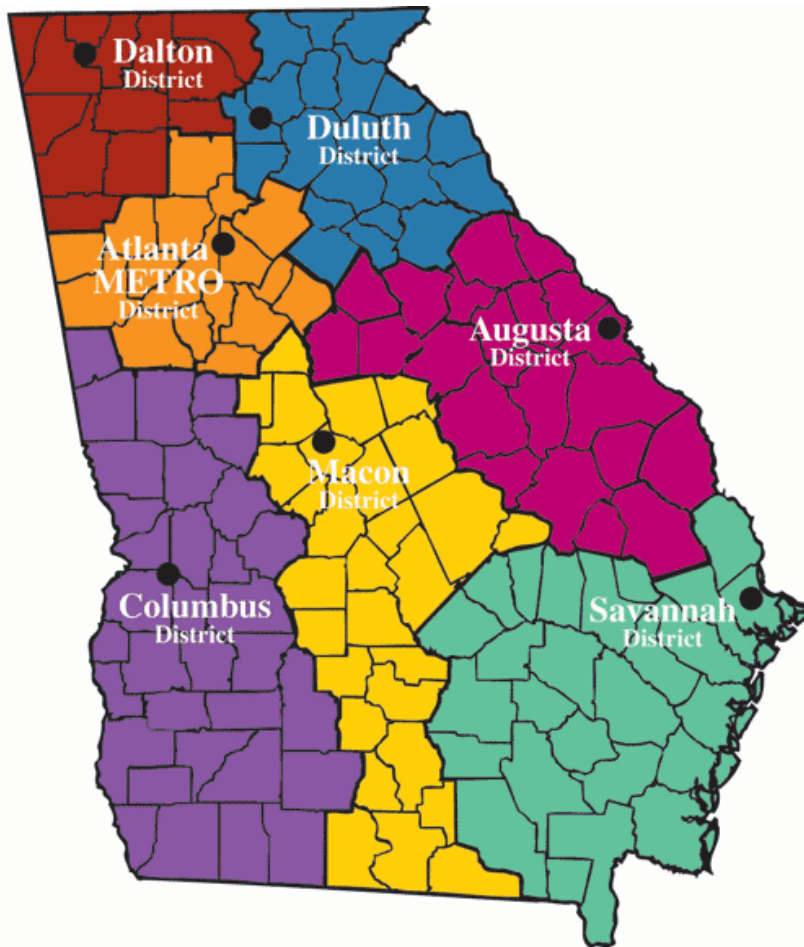 Dalton
District
Duluth
District
Atlanta
METRO
District
Augusta
District
Macon
District
Columbus
District
Savannah
District